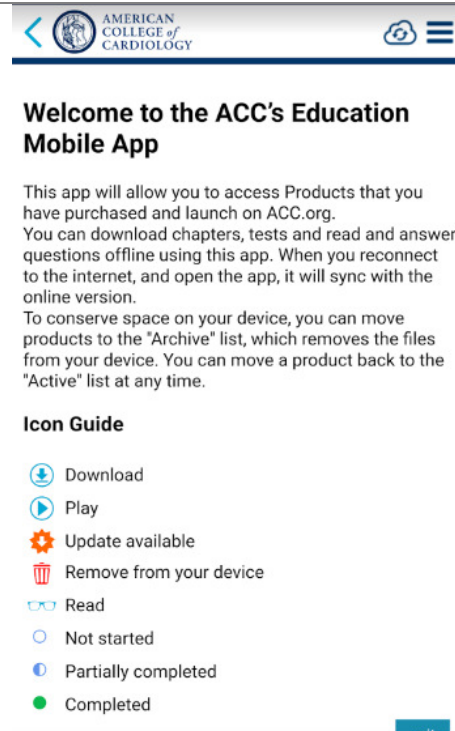 AMERICAN
COLLEGE of
CARDIOLOGY
Welcome to the ACC's Education
Mobile App
This app will allow you to access Products that you
have purchased and launch on ACC.org.
You can download chapters, tests and read and answer
questions offline using this app. When you reconnect
to the internet, and open the app, it will sync with the
online version.
To conserve space on your device, you can move
products to the "Archive" list, which removes the files
from your device. You can move a product back to the
"Active" list at any time.
Icon Guide
Download
Play
Update available
Remove from your device
Read
Not started
Partially completed
Completed